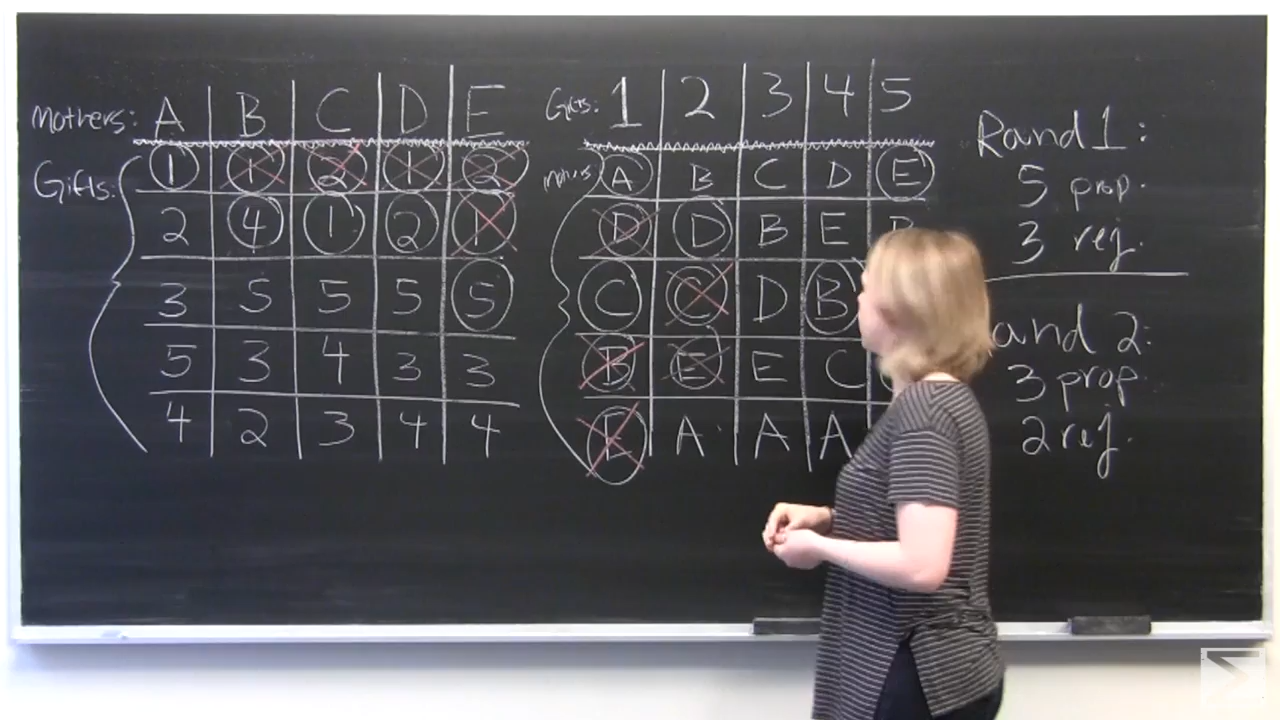 Mothers: A B C D E
Gifts: 1 1 2 1 2
2 4 1 2 1
3 5 5 5 5
5 3 4 3 3
4 2 3 4 4
Gifts: 1 2 3 4 5
Mothers A B C D E
D D B E
C C D B
B E E C
E A A A
Round 1:
5 prop.
3 rej.
ound 2:
3 prop.
2 rej.